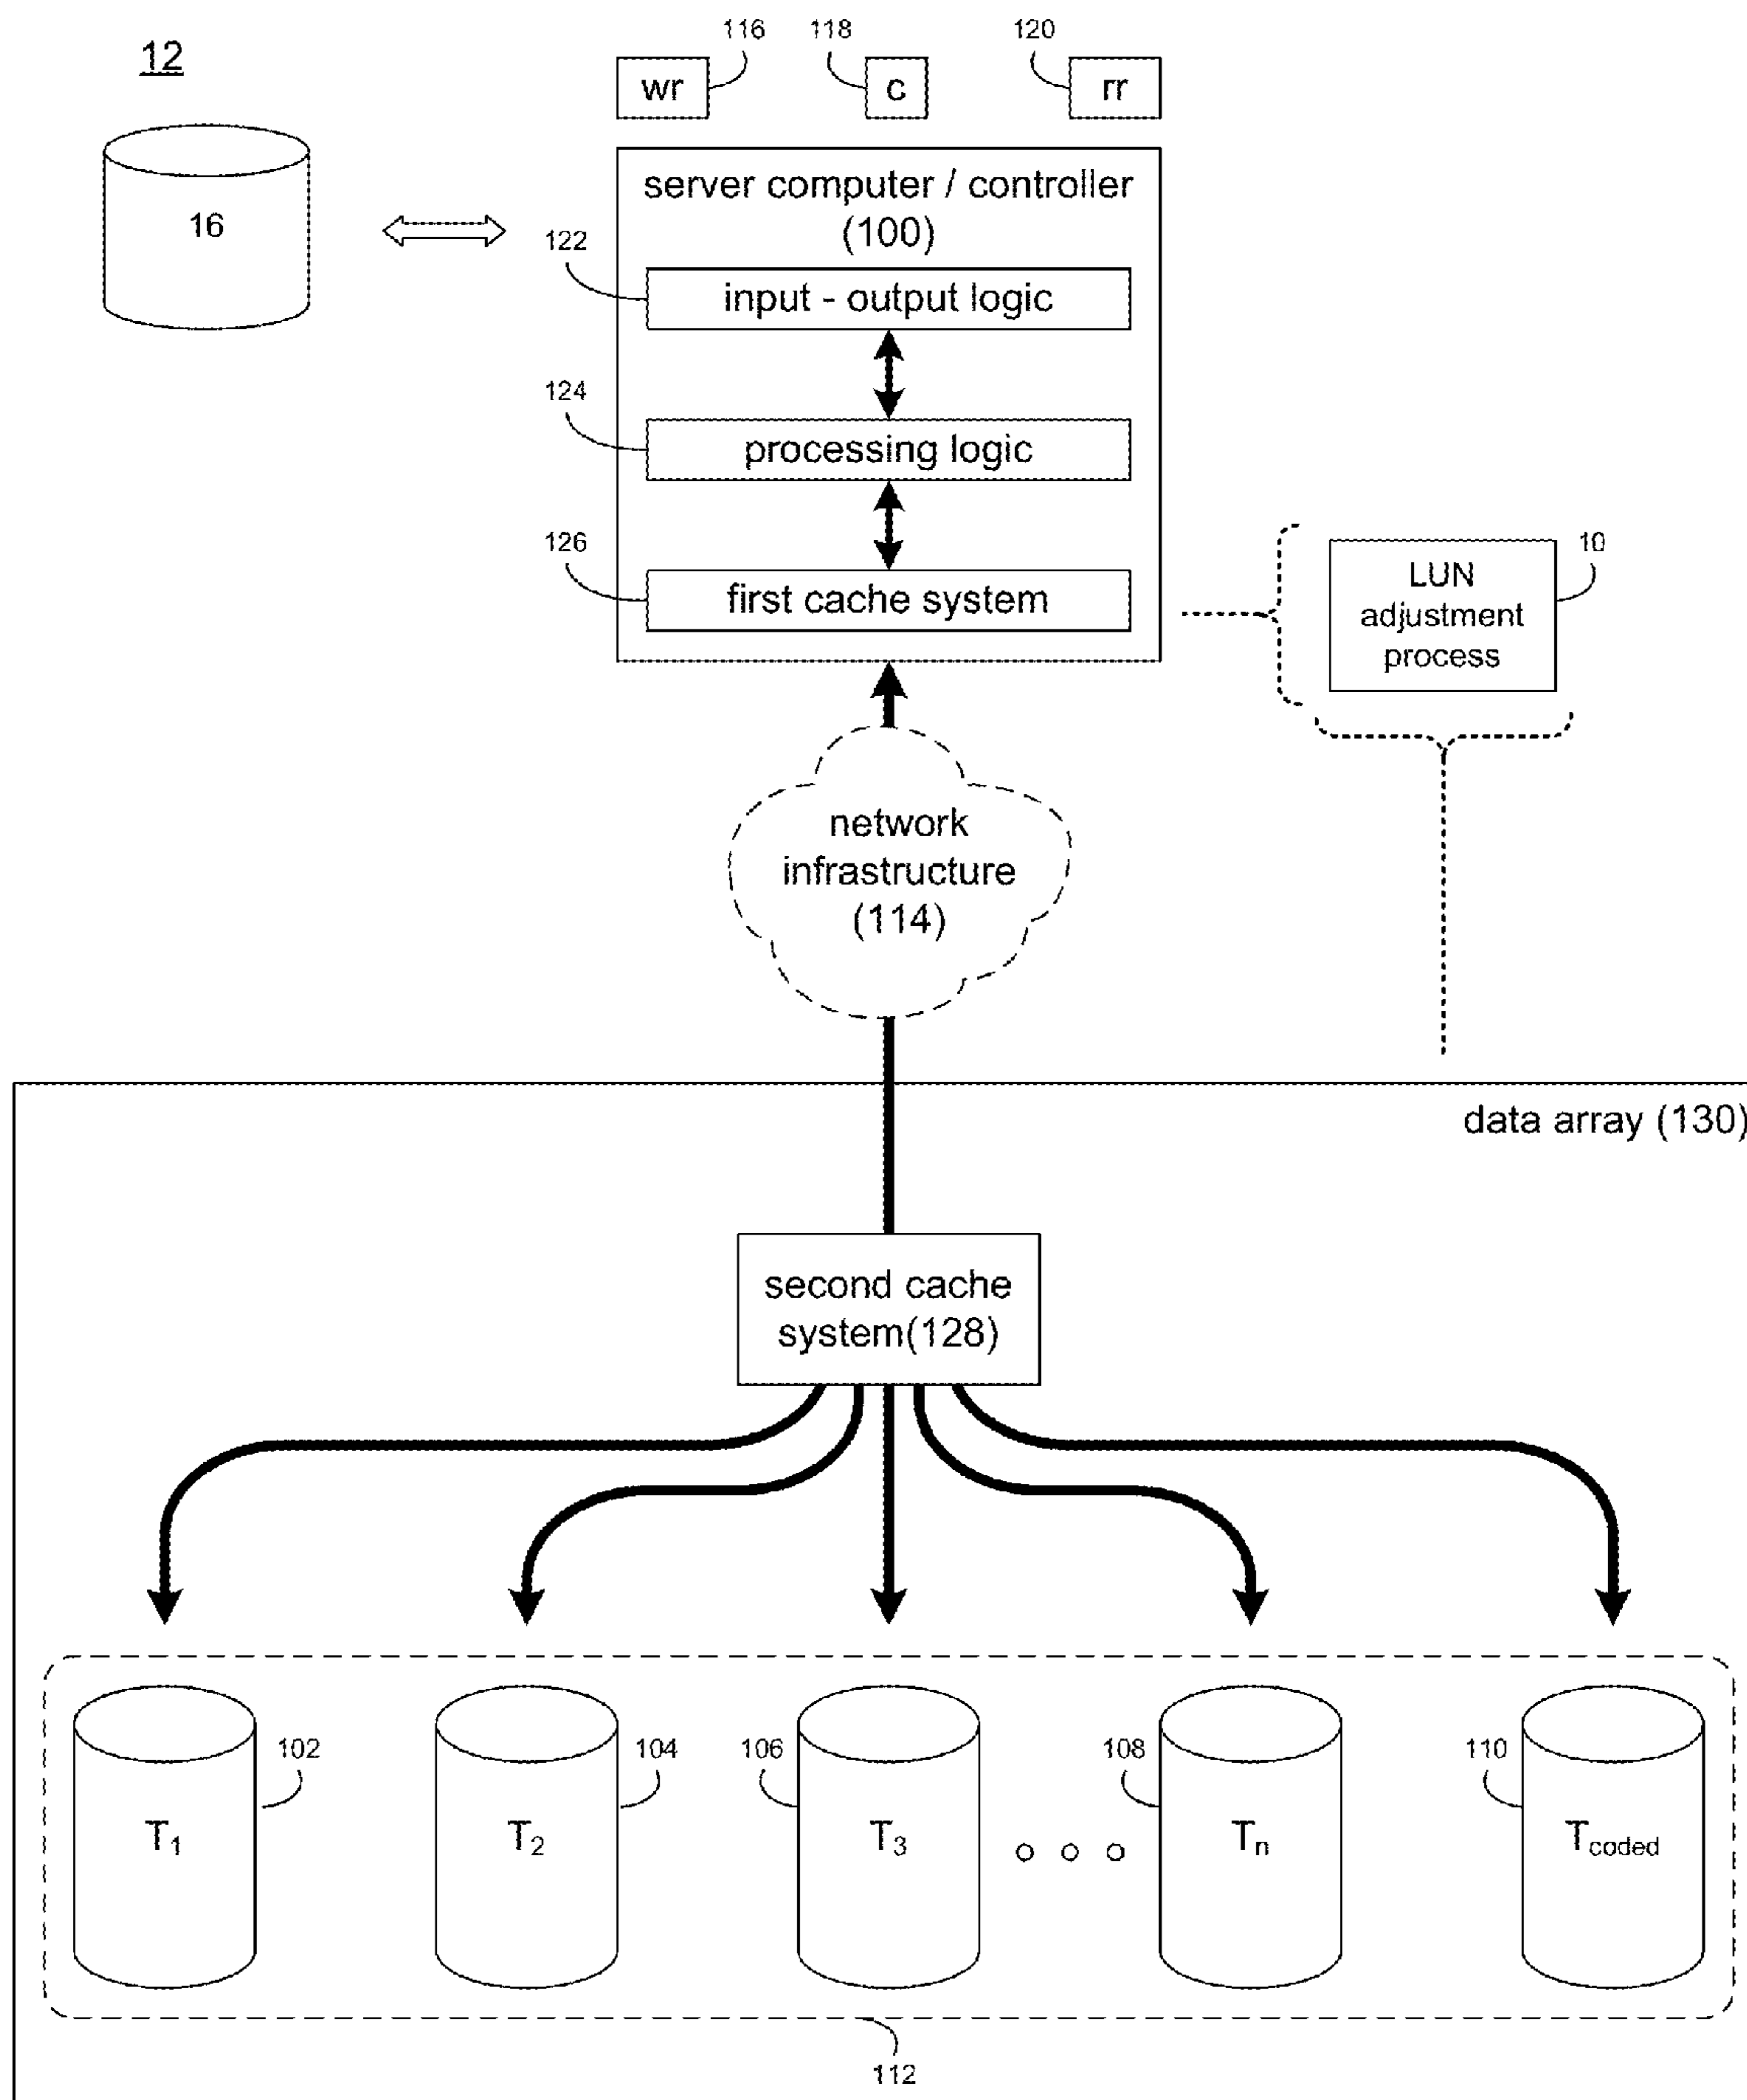 12
116
118
120
wr
c
rr
16
server computer / controller
(100)
122
input - output logic
124
processing logic
126
first cache system
10
LUN
adjustment
process
network
infrastructure
(114)
data array (130)
second cache
system(128)
102
104
106
108
110
T1
T2
T3
Tn
Tcoded
112